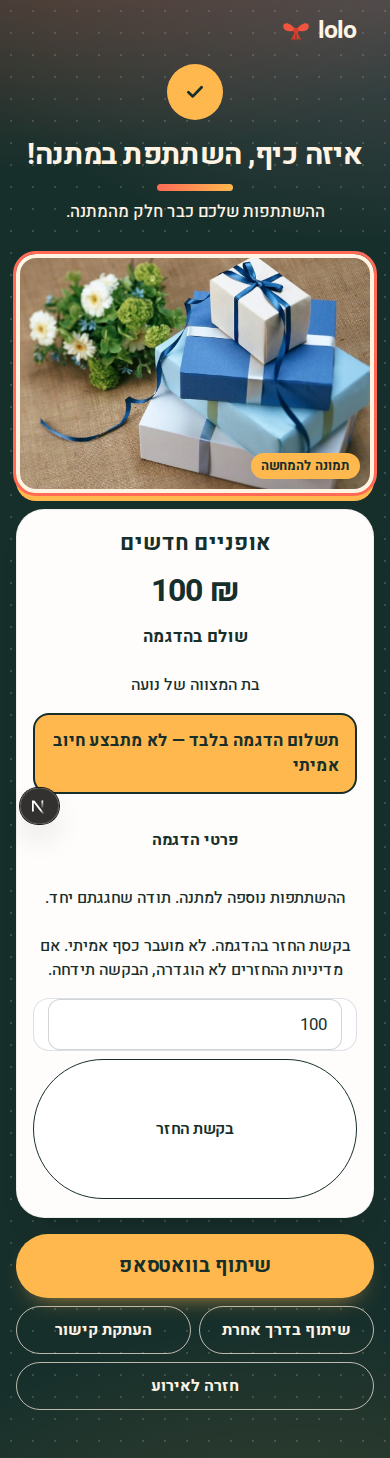 lolo
איזה כיף, השתתפת במתנה!
ההשתתפות שלכם כבר חלק מהמתנה.
תמונה להמחשה
אופניים חדשים
100 ₪
שולם בהדגמה
בת המצווה של נועה
תשלום הדגמה בלבד — לא מתבצע חיוב
אמיתי
N
פרטי הדגמה
ההשתתפות נוספה למתנה. תודה שחגגתם יחד.
בקשת החזר בהדגמה. לא מועבר כסף אמיתי. אם
מדיניות ההחזרים לא הוגדרה, הבקשה תידחה.
100
בקשת החזר
שיתוף בוואטסאפ
שיתוף בדרך אחרת
העתקת קישור
חזרה לאירוע